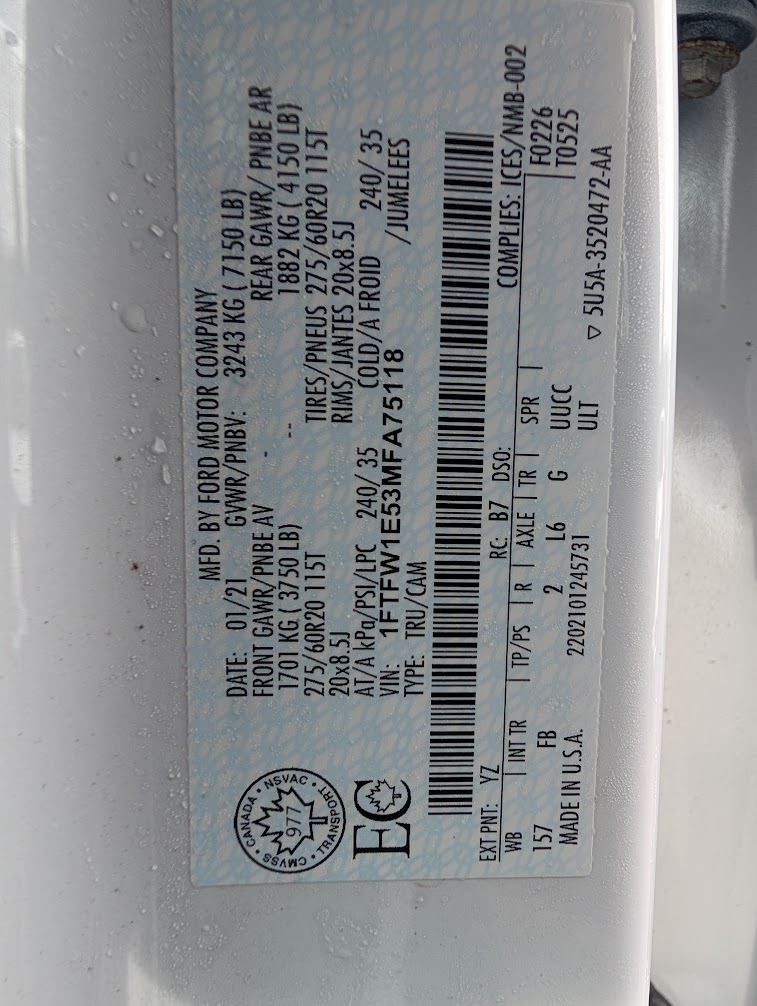 MFD. BY FORD MOTOR COMPANY
DATE: 01/21 GVWR/PNBV: 3243 KG ( 7150 LB)
FRONT GAWR/PNBE AV - REAR GAWR/ PNBE AR
1701 KG ( 3750 LB) -- 1882 KG ( 4150 LB)
275/60R20 115T TIRES/PNEUS 275/60R20 115T
20x8.5J RIMS/JANTES 20x8.5J
AT/A kPa/PSI/LPC 240/ 35 COLD/A FROID 240/ 35
VIN: 1FTFW1E53MFA75118 /JUMELEES
TYPE: TRU/CAM
CANADA • NSVAC • TRANSPORT • CMVSS •
977
EC
EXT PNT: YZ RC: B7 DSO: COMPLIES: ICES/NMB-002
WB | INT TR | TP/PS | R | AXLE | TR | SPR | F0226
157 FB 2 L6 G UUCC | T0525
MADE IN U.S.A. 2202101245731 ULT
▽ 5U5A-3520472-AA